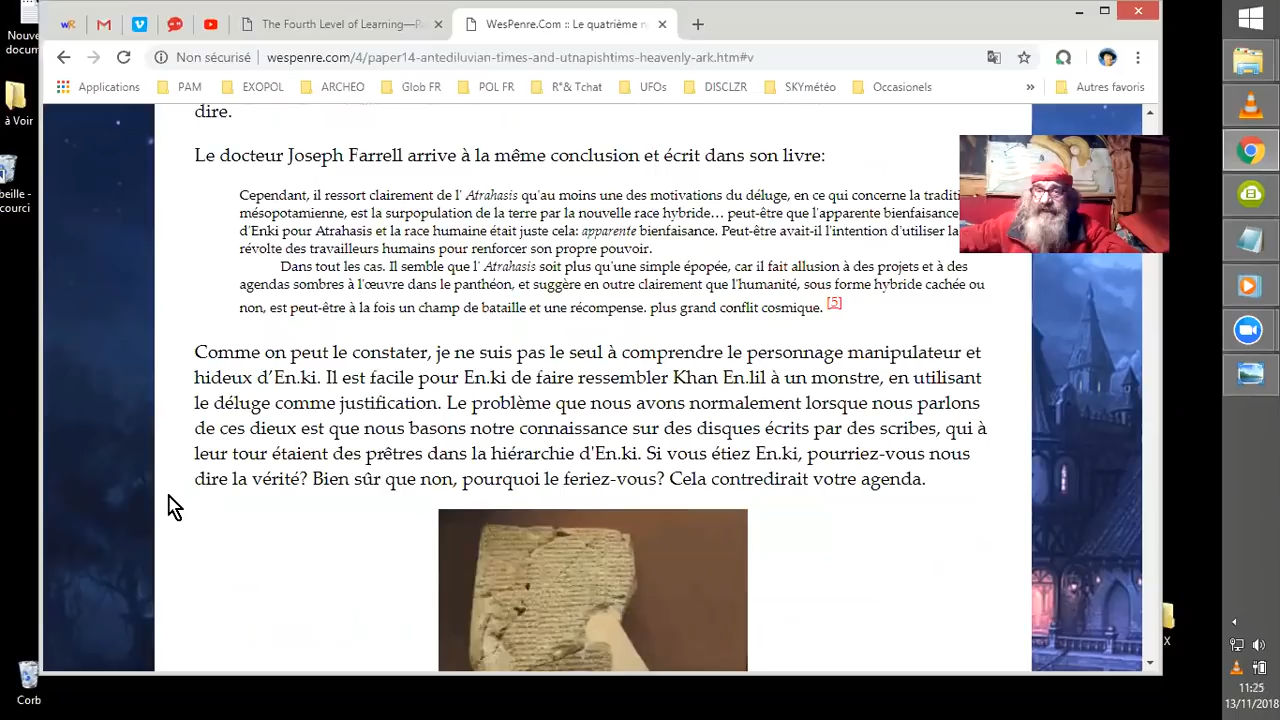 Nouve
docum
à Voir
beille -
courci
Corb
The Fourth Level of Learning—
WesPenre.Com :: Le quatrième
Non sécurisé
wespenre.com/4/paper14-antediluvian-times-and-utnapishtims-heavenly-ark.htm#v
Applications PAM EXOPOL ARCHEO Glob FR POL.FR R°& Tchat UFOs DISCLZR SKYmétéo Occasionels » Autres favoris
dire.
Le docteur Joseph Farrell arrive à la même conclusion et écrit dans son livre:
Cependant, il ressort clairement de l' Atrahasis qu'au moins une des motivations du déluge, en ce qui concerne la traditi
mésopotamienne, est la surpopulation de la terre par la nouvelle race hybride… peut-être que l'apparente bienfaisance
d'Enki pour Atrahasis et la race humaine était juste cela: apparente bienfaisance. Peut-être avait-il l'intention d'utiliser la
révolte des travailleurs humains pour renforcer son propre pouvoir.
Dans tout les cas. Il semble que l' Atrahasis soit plus qu'une simple épopée, car il fait allusion à des projets et à des
agendas sombres à l'œuvre dans le panthéon, et suggère en outre clairement que l'humanité, sous forme hybride cachée ou
non, est peut-être à la fois un champ de bataille et une récompense. plus grand conflit cosmique. [5]
Comme on peut le constater, je ne suis pas le seul à comprendre le personnage manipulateur et
hideux d’En.ki. Il est facile pour En.ki de faire ressembler Khan En.lil à un monstre, en utilisant
le déluge comme justification. Le problème que nous avons normalement lorsque nous parlons
de ces dieux est que nous basons notre connaissance sur des disques écrits par des scribes, qui à
leur tour étaient des prêtres dans la hiérarchie d'En.ki. Si vous étiez En.ki, pourriez-vous nous
dire la vérité? Bien sûr que non, pourquoi le feriez-vous? Cela contredirait votre agenda.
X
11:25
13/11/2018